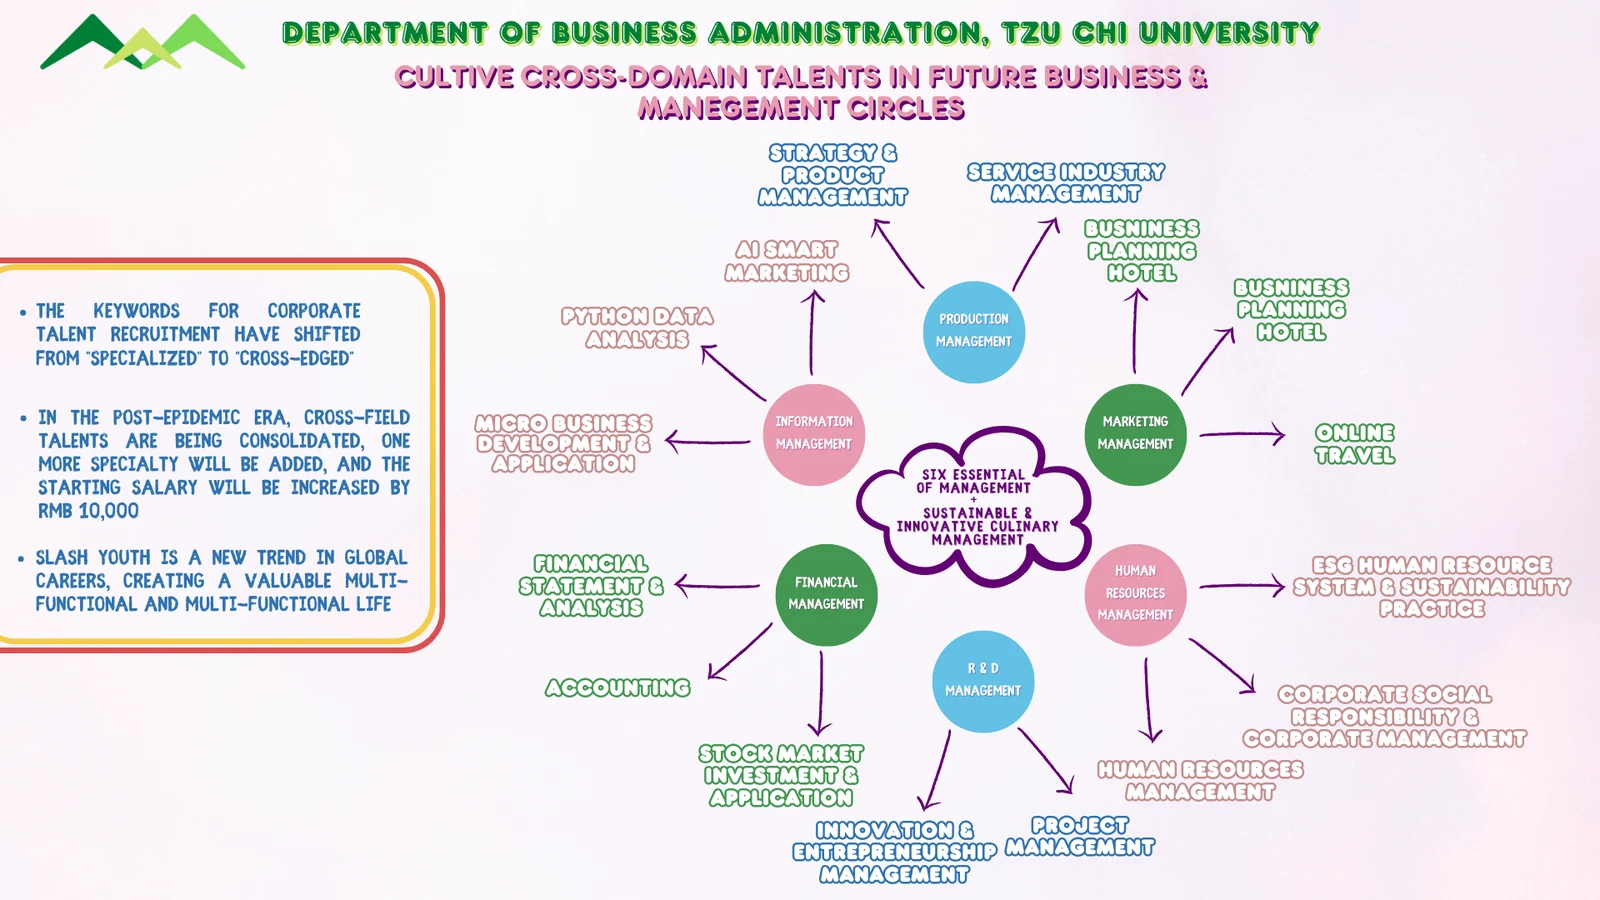 DEPARTMENT OF BUSINESS ADMINISTRATION, TZU CHI UNIVERSITY
CULTIVE CROSS-DOMAIN TALENTS IN FUTURE BUSINESS &
MANEGEMENT CIRCLES
• THE KEYWORDS FOR CORPORATE
TALENT RECRUITMENT HAVE SHIFTED
FROM "SPECIALIZED" TO "CROSS-EDGED"
• IN THE POST-EPIDEMIC ERA, CROSS-FIELD
TALENTS ARE BEING CONSOLIDATED, ONE
MORE SPECIALTY WILL BE ADDED, AND THE
STARTING SALARY WILL BE INCREASED BY
RMB 10,000
• SLASH YOUTH IS A NEW TREND IN GLOBAL
CAREERS, CREATING A VALUABLE MULTI-
FUNCTIONAL AND MULTI-FUNCTIONAL LIFE
STRATEGY &
PRODUCT
MANAGEMENT
SERVICE INDUSTRY
MANAGEMENT
PRODUCTION
MANAGEMENT
AI SMART
MARKETING
PYTHON DATA
ANALYSIS
MICRO BUSINESS
DEVELOPMENT &
APPLICATION
INFORMATION
MANAGEMENT
BUSNINESS
PLANNING
HOTEL
BUSNINESS
PLANNING
HOTEL
ONLINE
TRAVEL
MARKETING
MANAGEMENT
SIX ESSENTIAL
OF MANAGEMENT
+
SUSTAINABLE &
INNOVATIVE CULINARY
MANAGEMENT
FINANCIAL
STATEMENT &
ANALYSIS
ACCOUNTING
STOCK MARKET
INVESTMENT &
APPLICATION
FINANCIAL
MANAGEMENT
HUMAN
RESOURCES
MANAGEMENT
ESG HUMAN RESOURCE
SYSTEM & SUSTAINABILITY
PRACTICE
CORPORATE SOCIAL
RESPONSIBILITY &
CORPORATE MANAGEMENT
HUMAN RESOURCES
MANAGEMENT
R & D
MANAGEMENT
INNOVATION &
ENTREPRENEURSHIP
MANAGEMENT
PROJECT
MANAGEMENT